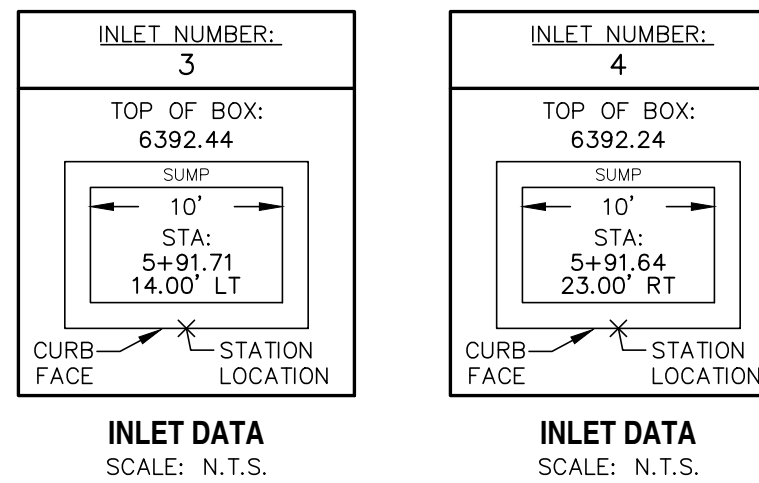 INLET NUMBER:
3
TOP OF BOX:
6392.44
SUMP
10'
STA:
5+91.71
14.00' LT
CURB
FACE
STATION
LOCATION
INLET DATA
SCALE: N.T.S.
INLET NUMBER:
4
TOP OF BOX:
6392.24
SUMP
10'
STA:
5+91.64
23.00' RT
CURB
FACE
STATION
LOCATION
INLET DATA
SCALE: N.T.S.